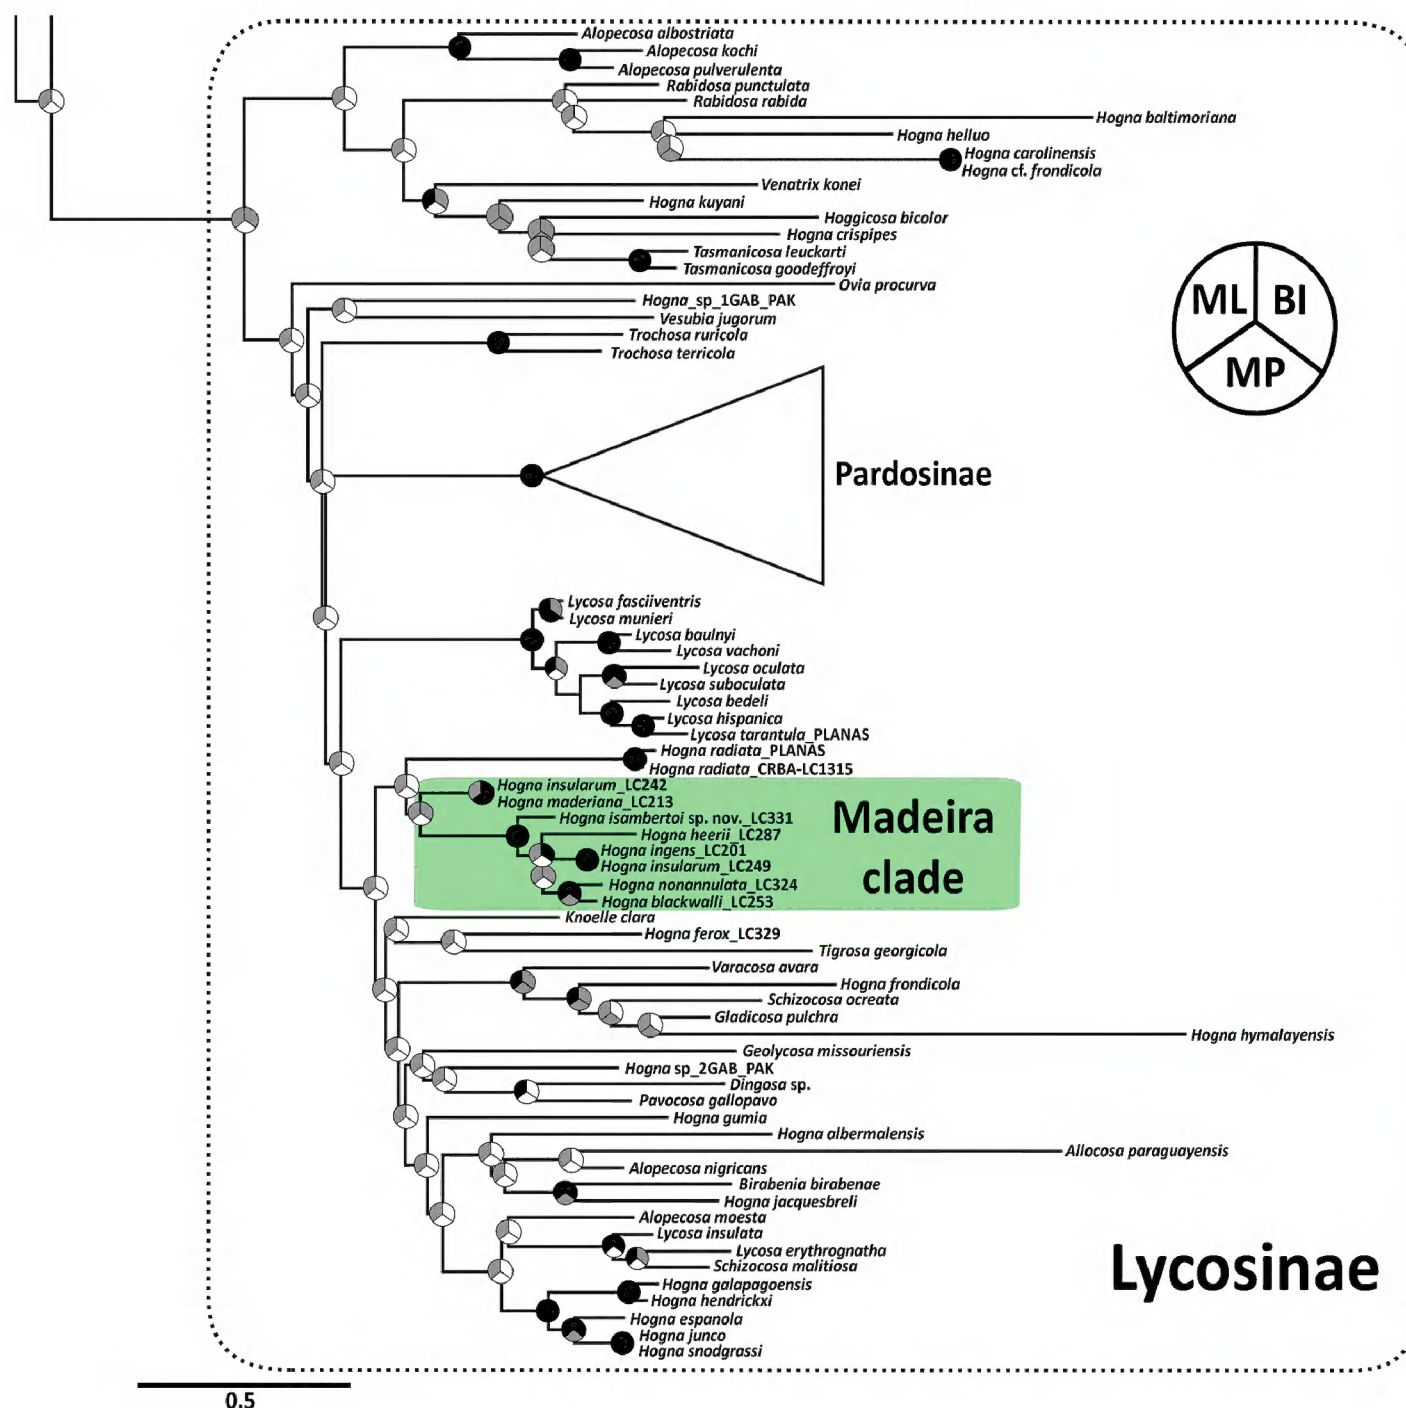 Alopecosa albostriata
Alopecosa kochi
Alopecosa pulverulenta
Rabidosa punctulata
Rabidosa rabida
Hogna baltimoriana
Hogna helluo
Hogna carolinensis
Hogna cf. frondicola
Venatrix konei
Hogna kuyani
Hoggicosa bicolor
Hogna crispipes
Tasmanicosa leuckarti
Tasmanicosa goodeffroyi
Ovia procurva
Hogna_sp_1GAB_PAK
Vesubia jugorum
Trochosa ruricola
Trochosa terricola
ML BI
MP
Pardosinae
Lycosa fasciiventris
Lycosa munieri
Lycosa baulnyi
Lycosa vachoni
Lycosa oculata
Lycosa suboculata
Lycosa bedeli
Lycosa hispanica
Lycosa tarantula_PLANAS
Hogna radiata_PLANAS
Hogna radiata_CRBA-LC1315
Hogna insularum_LC242
Hogna maderiana_LC213
Hogna isambertoi sp. nov._LC331
Hogna heerii_LC287
Hogna ingens_LC201
Hogna insularum_LC249
Hogna nonannulata_LC324
Hogna blackwalli_LC253
Madeira
clade
Knoelle clara
Hogna ferox_LC329
Tigrosa georgicola
Varacosa avara
Hogna frondicola
Schizocosa ocreata
Gladicosa pulchra
Hogna hymalayensis
Geolycosa missouriensis
Hogna sp_2GAB_PAK
Dingosa sp.
Pavocosa gallopavo
Hogna gumia
Hogna albermalensis
Allocosa paraguayensis
Alopecosa nigricans
Birabenia birabenae
Hogna jacquesbreli
Alopecosa moesta
Lycosa insulata
Lycosa erythrognatha
Schizocosa malitiosa
Hogna galapagoensis
Hogna hendrickxi
Hogna espanola
Hogna junco
Hogna snodgrassi
Lycosinae
0.5